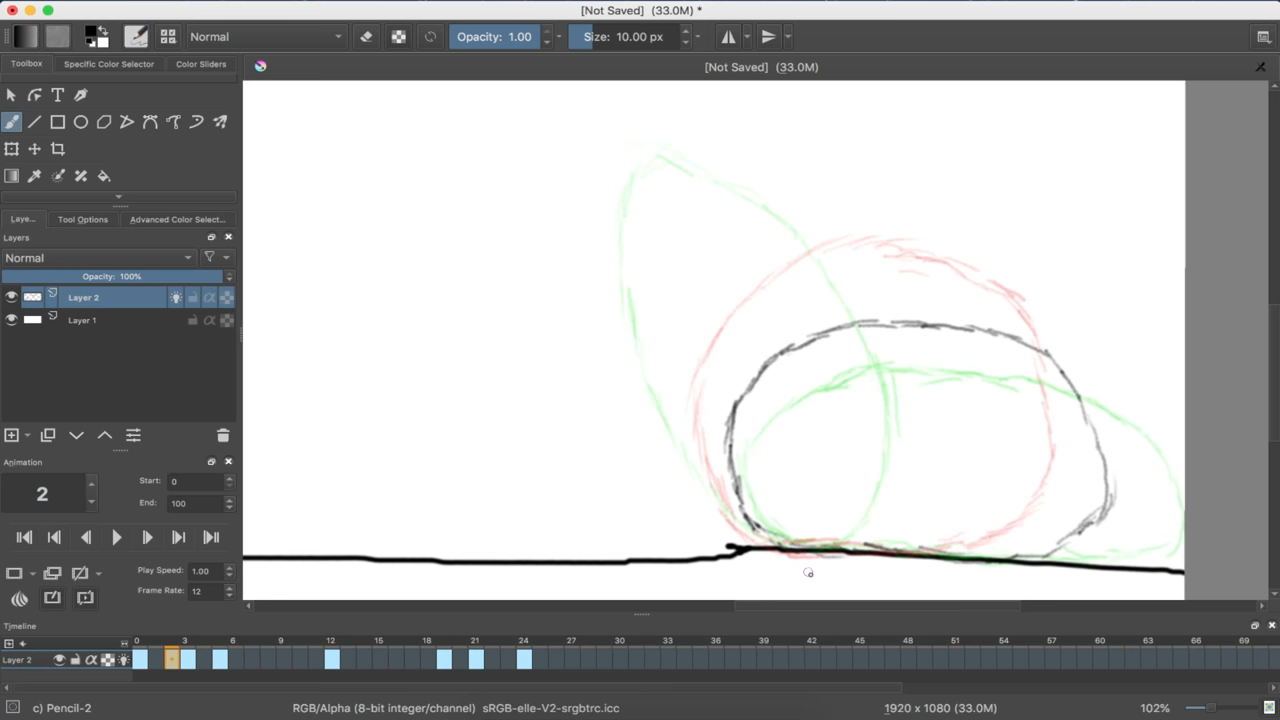 [Not Saved] (33.0M) *
Normal
Opacity: 1.00
Size: 10.00 px
Toolbox
Specific Color Selector
Color Sliders
[Not Saved] (33.0M)
Laye...
Tool Options
Advanced Color Select...
Layers
Normal
Opacity: 100%
Layer 2
Layer 1
Animation
2
Start: 0
End: 100
Play Speed: 1.00
Frame Rate: 12
Timeline
0 3 6 9 12 15 18 21 24 27 30 33 36 39 42 45 48 51 54 57 60 63 66 69
Layer 2
c) Pencil-2
RGB/Alpha (8-bit integer/channel) sRGB-elle-V2-srgbtrc.icc
1920 x 1080 (33.0M)
102%